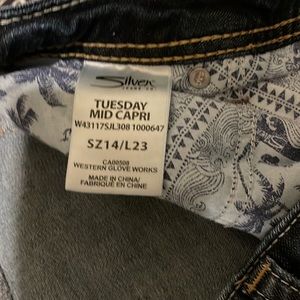 Silver
JEANS CO.
TUESDAY
MID CAPRI
W43117SJL308 1000647
SZ14/L23
CA00508
WESTERN GLOVE WORKS
MADE IN CHINA/
FABRIQUÉ EN CHINE